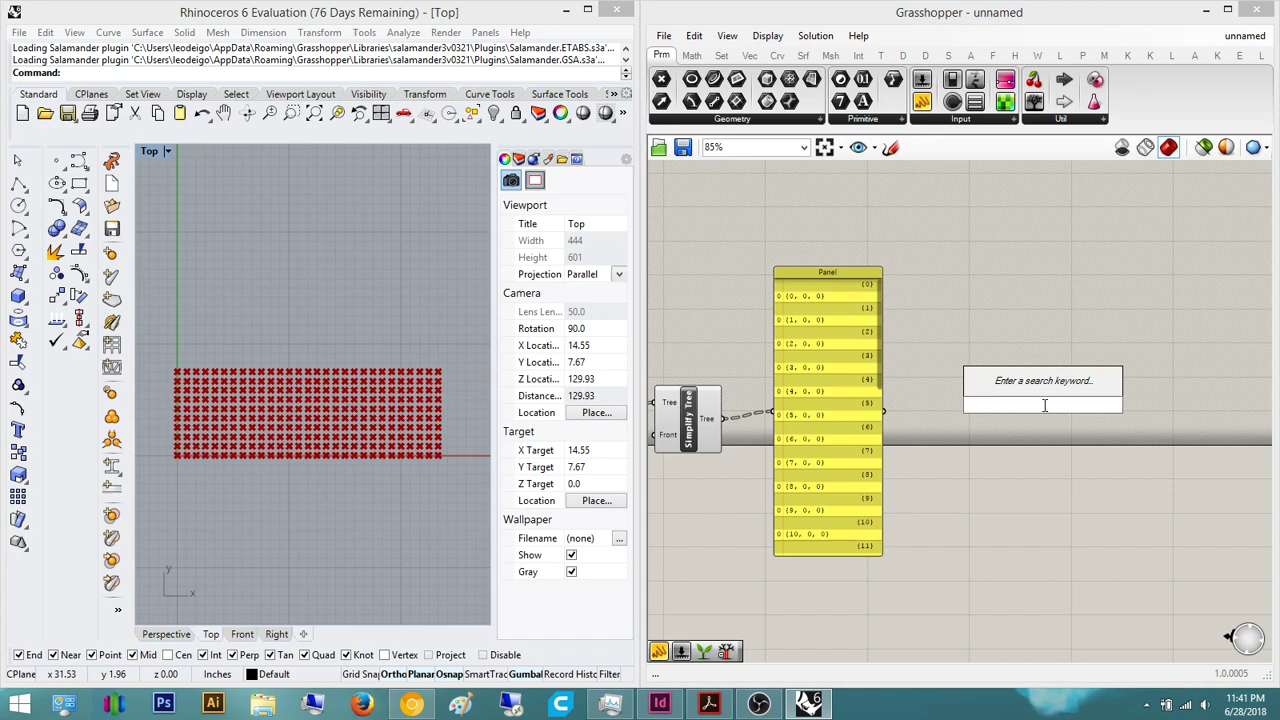 Rhinoceros 6 Evaluation (76 Days Remaining) - [Top]
File Edit View Curve Surface Solid Mesh Dimension Transform Tools Analyze Render Panels Help
Loading Salamander plugin 'C:\Users\leodeigo\AppData\Roaming\Grasshopper\Libraries\salamander3v0321\Plugins\Salamander.ETABS.s3a'...
Loading Salamander plugin 'C:\Users\leodeigo\AppData\Roaming\Grasshopper\Libraries\salamander3v0321\Plugins\Salamander.GSA.s3a'...
Command:
Standard CPlanes Set View Display Select Viewport Layout Visibility Transform Curve Tools Surface Tools
Top
Viewport
Title Top
Width 444
Height 601
Projection Parallel
Camera
Lens Len... 50.0
Rotation 90.0
X Locati... 14.55
Y Locati... 7.67
Z Locati... 129.93
Distance... 129.93
Location Place...
Target
X Target 14.55
Y Target 7.67
Z Target 0.0
Location Place...
Wallpaper
Filename (none) ...
Show
Gray
y
x
Perspective Top Front Right
End Near Point Mid Cen Int Perp Tan Quad Knot Vertex Project Disable
CPlane x 31.53 y 1.96 z 0.00 Inches Default Grid Snap Ortho Planar Osnap SmartTrac Gumbal Record Histo Filter
Grasshopper - unnamed
File Edit View Display Solution Help unnamed
Prm Math Set Vec Crv Srf Msh Int T D D S M A F H W L K K E L
Geometry Primitive Input Util
85%
Tree
Front
Simplify Tree
Tree
Panel
{0}
0 {0, 0, 0}
{1}
0 {1, 0, 0}
{2}
0 {2, 0, 0}
{3}
0 {3, 0, 0}
{4}
0 {4, 0, 0}
{5}
0 {5, 0, 0}
{6}
0 {6, 0, 0}
{7}
0 {7, 0, 0}
{8}
0 {8, 0, 0}
{9}
0 {9, 0, 0}
{10}
0 {10, 0, 0}
{11}
Enter a search keyword...
...
1.0.0005
Ps Ai Id 6
11:41 PM
6/28/2018